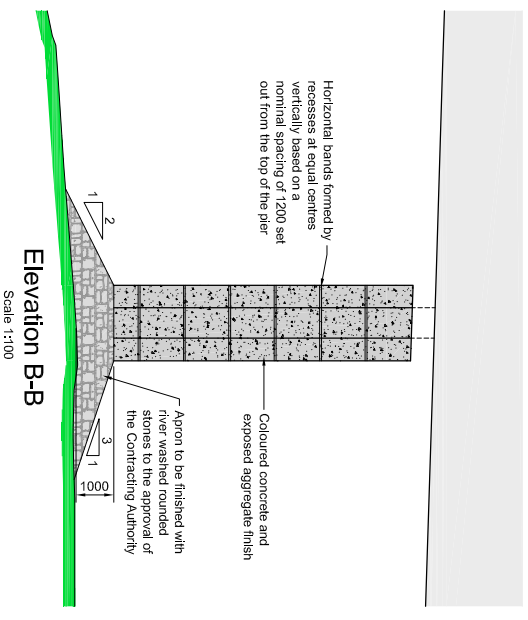 Horizontal bands formed by
recesses at equal centres
vertically based on a
nominal spacing of 1200 set
out from the top of the pier
Coloured concrete and
exposed aggregate finish
1
2
3
1
1000
Apron to be finished with
river washed rounded
stones to the approval of
the Contracting Authority
Elevation B-B
Scale 1:100